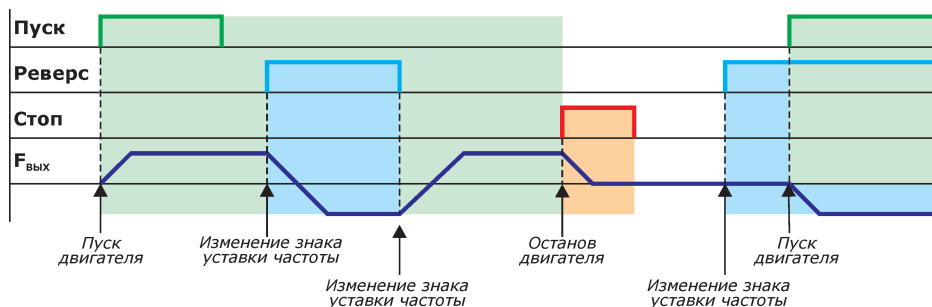 Пуск
Реверс
Стоп
Fвых
Пуск
двигателя
Изменение знака
уставки частоты
Изменение знака
уставки частоты
Останов
двигателя
Изменение знака
уставки частоты
Пуск
двигателя